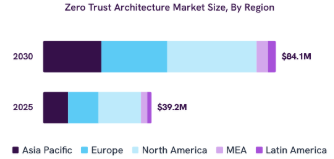 Zero Trust Architecture Market Size, By Region
2030
$84.1M
2025
$39.2M
Asia Pacific Europe North America MEA Latin America